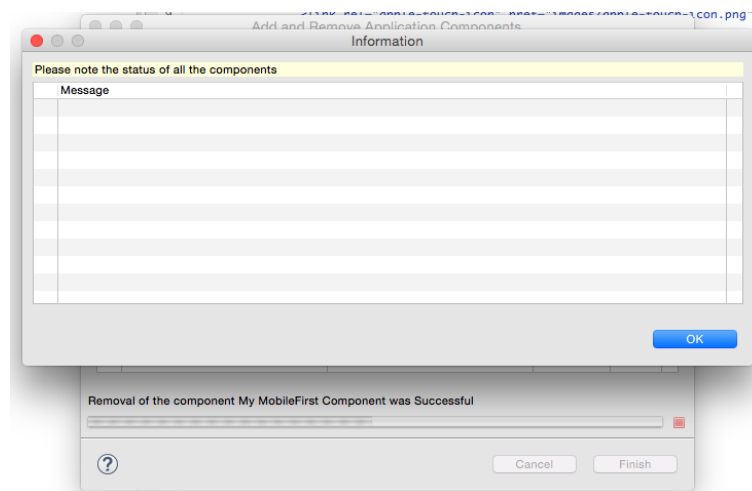 Add and Remove Application Components
Information
Please note the status of all the components
Message
OK
Removal of the component My MobileFirst Component was Successful
?
Cancel
Finish